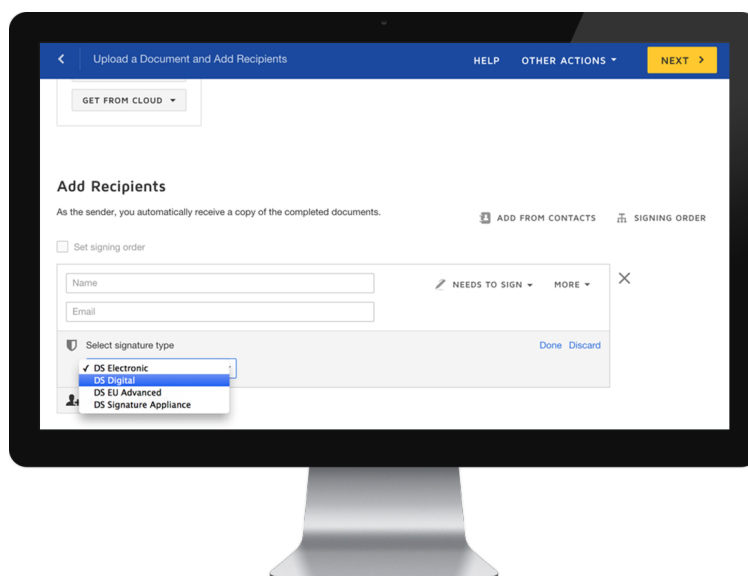 Upload a Document and Add Recipients
HELP
OTHER ACTIONS
NEXT
GET FROM CLOUD
Add Recipients
As the sender, you automatically receive a copy of the completed documents.
ADD FROM CONTACTS
SIGNING ORDER
Set signing order
Name
NEEDS TO SIGN
MORE
Email
Select signature type
Done Discard
✓ DS Electronic
DS Digital
DS EU Advanced
DS Signature Appliance